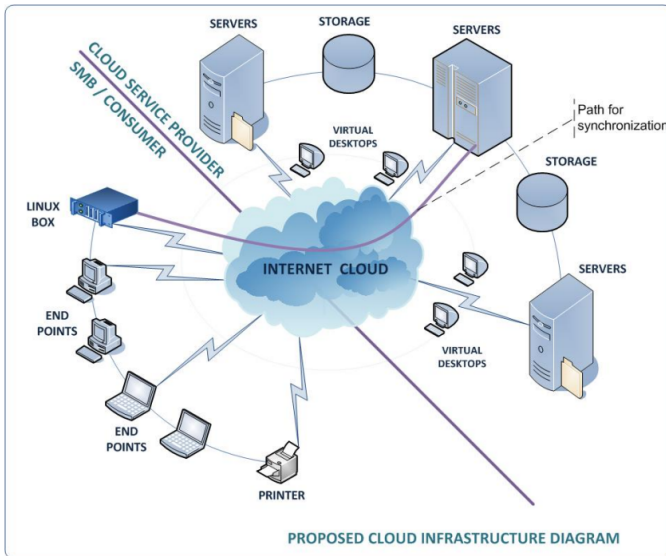 SERVERS
STORAGE
SERVERS
CLOUD SERVICE PROVIDER
SMB / CONSUMER
Path for
synchronization
VIRTUAL
DESKTOPS
STORAGE
LINUX
BOX
INTERNET CLOUD
SERVERS
END
POINTS
VIRTUAL
DESKTOPS
END
POINTS
PRINTER
PROPOSED CLOUD INFRASTRUCTURE DIAGRAM